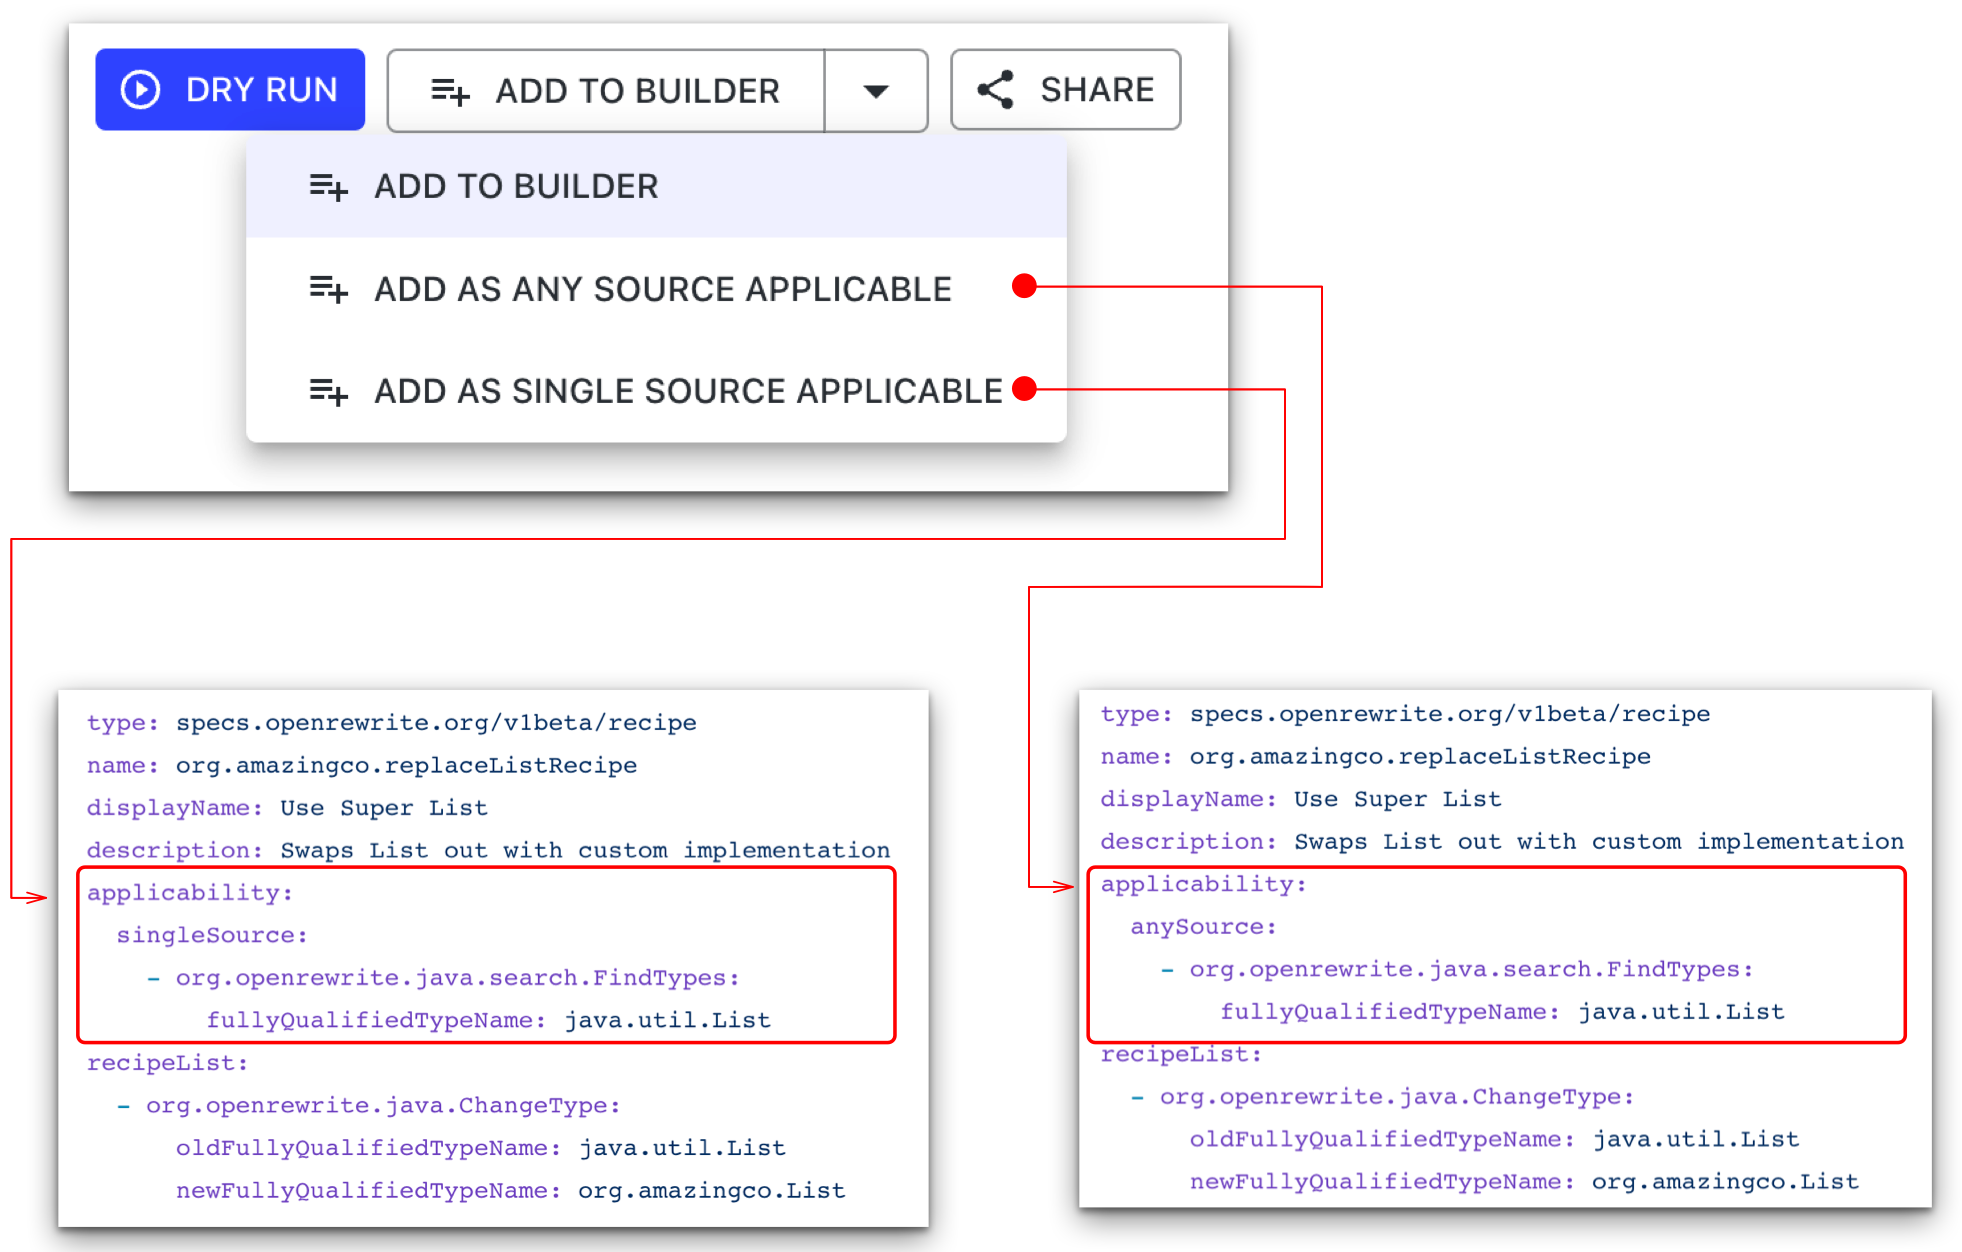 DRY RUN
ADD TO BUILDER
SHARE
ADD TO BUILDER
ADD AS ANY SOURCE APPLICABLE
ADD AS SINGLE SOURCE APPLICABLE
type: specs.openrewrite.org/v1beta/recipe
name: org.amazingco.replaceListRecipe
displayName: Use Super List
description: Swaps List out with custom implementation
applicability:
  singleSource:
    - org.openrewrite.java.search.FindTypes:
        fullyQualifiedTypeName: java.util.List
recipeList:
  - org.openrewrite.java.ChangeType:
      oldFullyQualifiedTypeName: java.util.List
      newFullyQualifiedTypeName: org.amazingco.List
type: specs.openrewrite.org/v1beta/recipe
name: org.amazingco.replaceListRecipe
displayName: Use Super List
description: Swaps List out with custom implementation
applicability:
  anySource:
    - org.openrewrite.java.search.FindTypes:
        fullyQualifiedTypeName: java.util.List
recipeList:
  - org.openrewrite.java.ChangeType:
      oldFullyQualifiedTypeName: java.util.List
      newFullyQualifiedTypeName: org.amazingco.List